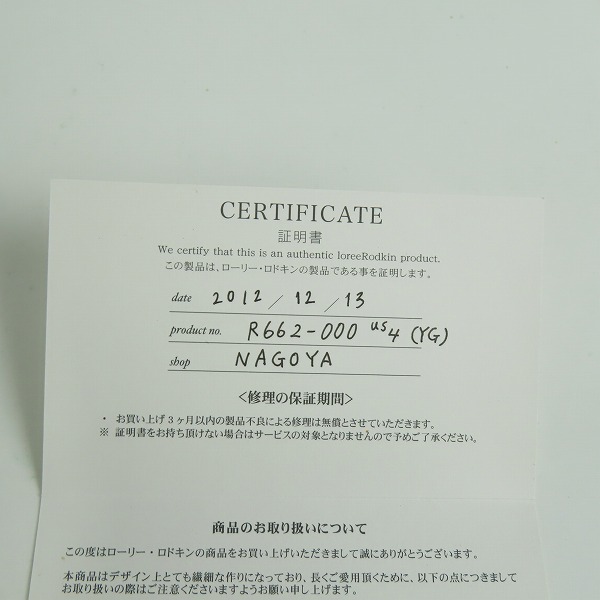 CERTIFICATE
証明書
We certify that this is an authentic loreeRodkin product.
この製品は、ローリー・ロドキンの製品である事を証明します。
date 2012/12/13
product no. R662-000 us4 (YG)
shop NAGOYA
<修理の保証期間>
・ お買い上げ3ヶ月以内の製品不良による修理は無償とさせていただきます。
※ 証明書をお持ち頂けない場合はサービスの対象となりませんので予めご了承ください。
商品のお取り扱いについて
この度はローリー・ロドキンの商品をお買い上げいただきまして誠にありがとうございます。
本商品はデザイン上とても繊細な作りになっており、長くご愛用頂くために、以下の点につきまして
お取り扱いの際はご注意くださいますようお願い申し上げます。